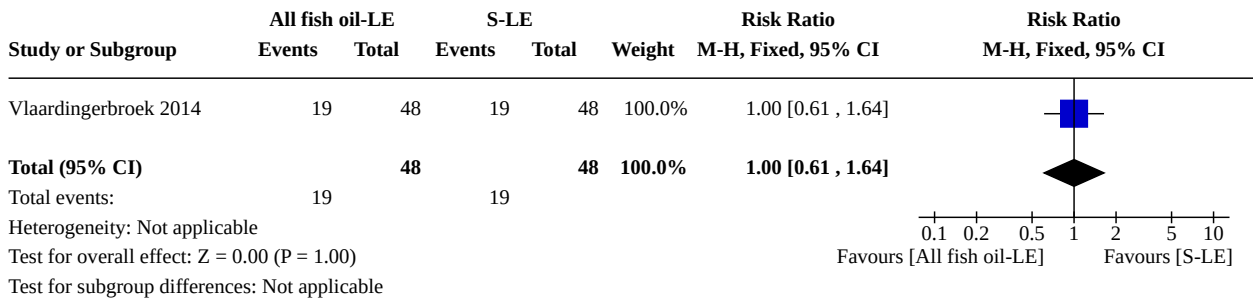 All fish oil-LE S-LE Risk Ratio Risk Ratio
Study or Subgroup Events Total Events Total Weight M-H, Fixed, 95% CI M-H, Fixed, 95% CI
Vlaardingerbroek 2014 19 48 19 48 100.0% 1.00 [0.61 , 1.64]
Total (95% CI) 48 48 100.0% 1.00 [0.61 , 1.64]
Total events: 19 19
Heterogeneity: Not applicable
0.1 0.2 0.5 1 2 5 10
Test for overall effect: Z = 0.00 (P = 1.00) Favours [All fish oil-LE] Favours [S-LE]
Test for subgroup differences: Not applicable